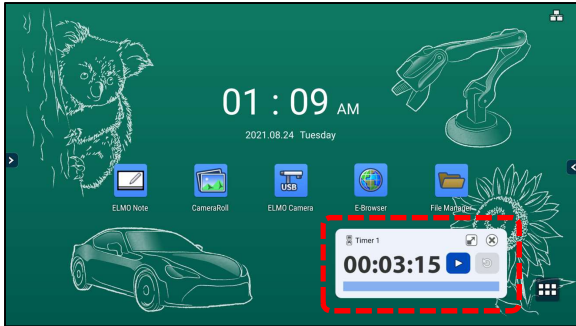 01 : 09 AM
2021.08.24 Tuesday
USB
ELMO Note
CameraRoll
ELMO Camera
E-Browser
File Manager
Timer 1
00:03:15